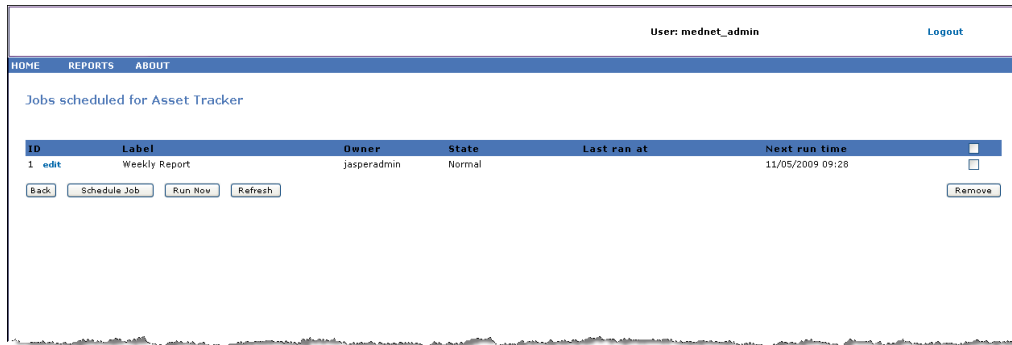 User: mednet_admin Logout
HOME REPORTS ABOUT
Jobs scheduled for Asset Tracker
ID Label Owner State Last ran at Next run time
1 edit Weekly Report jasperadmin Normal 11/05/2009 09:28
Back Schedule Job Run Now Refresh Remove